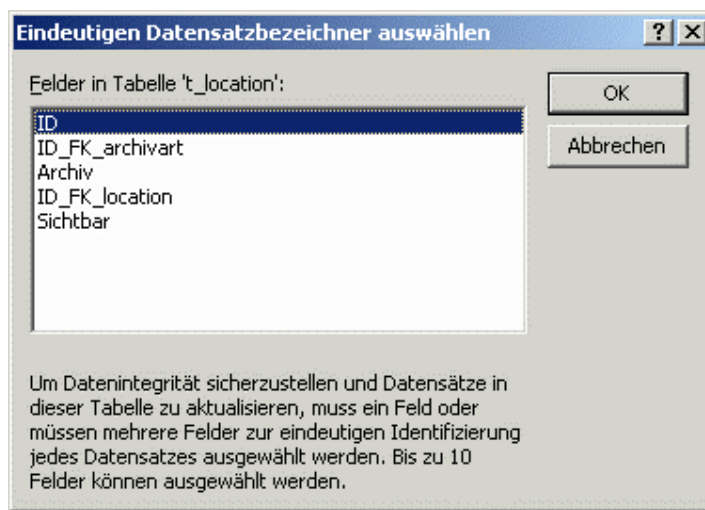 Eindeutigen Datensatzbezeichner auswählen
Felder in Tabelle 't_location':
OK
ID
ID_FK_archivart
Abbrechen
Archiv
ID_FK_location
Sichtbar
Um Datenintegrität sicherzustellen und Datensätze in
dieser Tabelle zu aktualisieren, muss ein Feld oder
müssen mehrere Felder zur eindeutigen Identifizierung
jedes Datensatzes ausgewählt werden. Bis zu 10
Felder können ausgewählt werden.